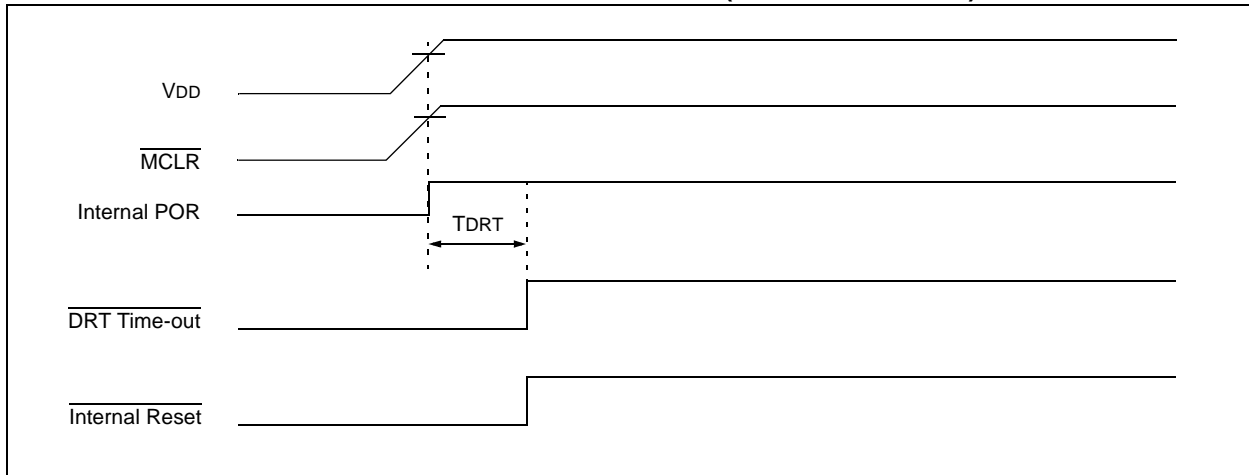 VDD
MCLR
Internal POR
TDRT
DRT Time-out
Internal Reset